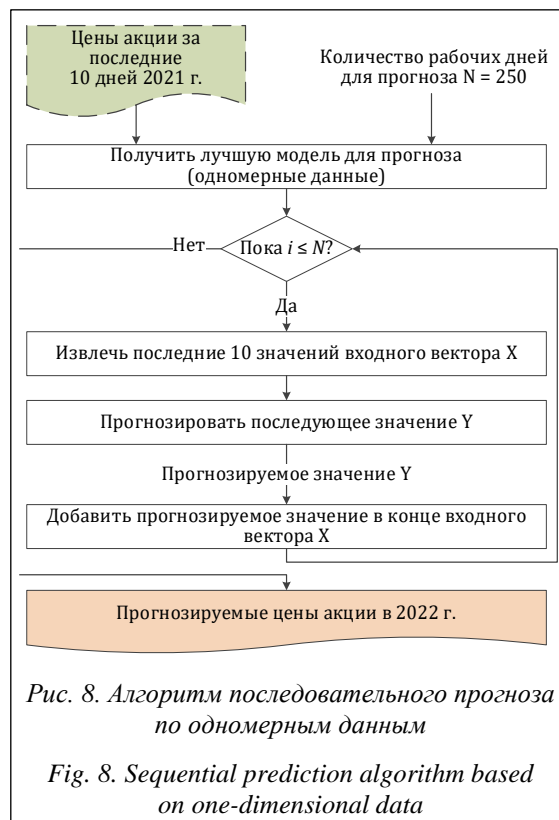 Цены акции за
последние
10 дней 2021 г.
Количество рабочих дней
для прогноза N = 250
Получить лучшую модель для прогноза
(одномерные данные)
Нет
Пока i ≤ N?
Да
Извлечь последние 10 значений входного вектора X
Прогнозировать последующее значение Y
Прогнозируемое значение Y
Добавить прогнозируемое значение в конце входного
вектора X
Прогнозируемые цены акции в 2022 г.
Рис. 8. Алгоритм последовательного прогноза
по одномерным данным
Fig. 8. Sequential prediction algorithm based
on one-dimensional data